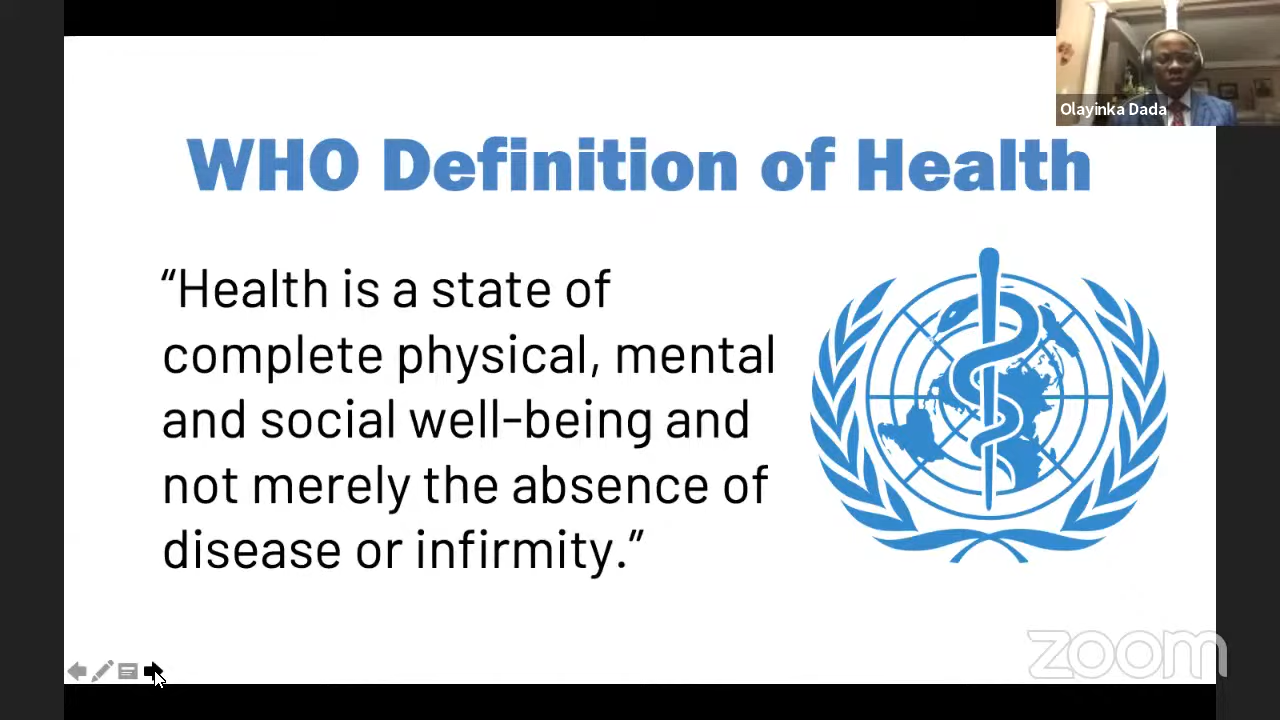 Olayinka Dada
WHO Definition of Health
“Health is a state of
complete physical, mental
and social well-being and
not merely the absence of
disease or infirmity.”
zoom